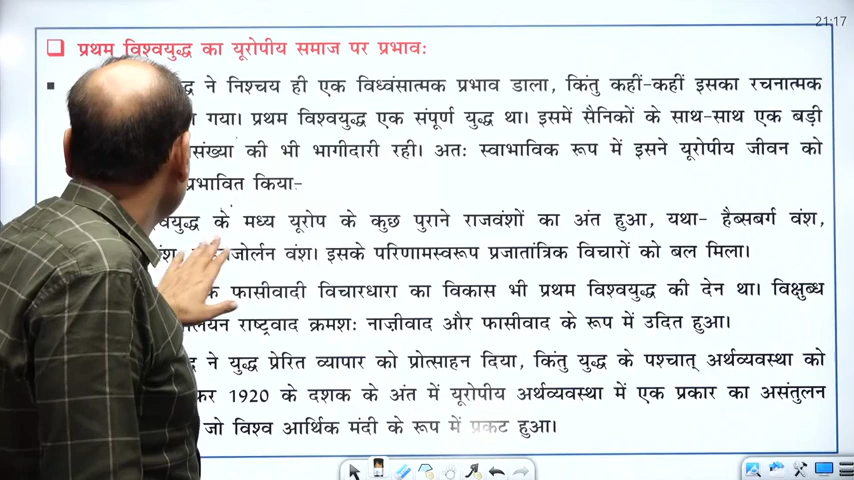 21:17
प्रथम विश्वयुद्ध का यूरोपीय समाज पर प्रभावः
ने निश्चय ही एक विध्वंसात्मक प्रभाव डाला, किंतु कहीं-कहीं इसका रचनात्मक
गया। प्रथम विश्वयुद्ध एक संपूर्ण युद्ध था। इसमें सैनिकों के साथ-साथ एक बड़ी
संख्या की भी भागीदारी रही। अतः स्वाभाविक रूप में इसने यूरोपीय जीवन को
प्रभावित किया-
के मध्य यूरोप के कुछ पुराने राजवंशों का अंत हुआ, यथा- हैब्सबर्ग वंश,
वंश। इसके परिणामस्वरूप प्रजातांत्रिक विचारों को बल मिला।
फासीवादी विचारधारा का विकास भी प्रथम विश्वयुद्ध की देन था। विक्षुब्ध
राष्ट्रवाद क्रमशः नाज़ीवाद और फासीवाद के रूप में उदित हुआ।
ने युद्ध प्रेरित व्यापार को प्रोत्साहन दिया, किंतु युद्ध के पश्चात् अर्थव्यवस्था को
1920 के दशक के अंत में यूरोपीय अर्थव्यवस्था में एक प्रकार का असंतुलन
जो विश्व आर्थिक मंदी के रूप में प्रकट हुआ।